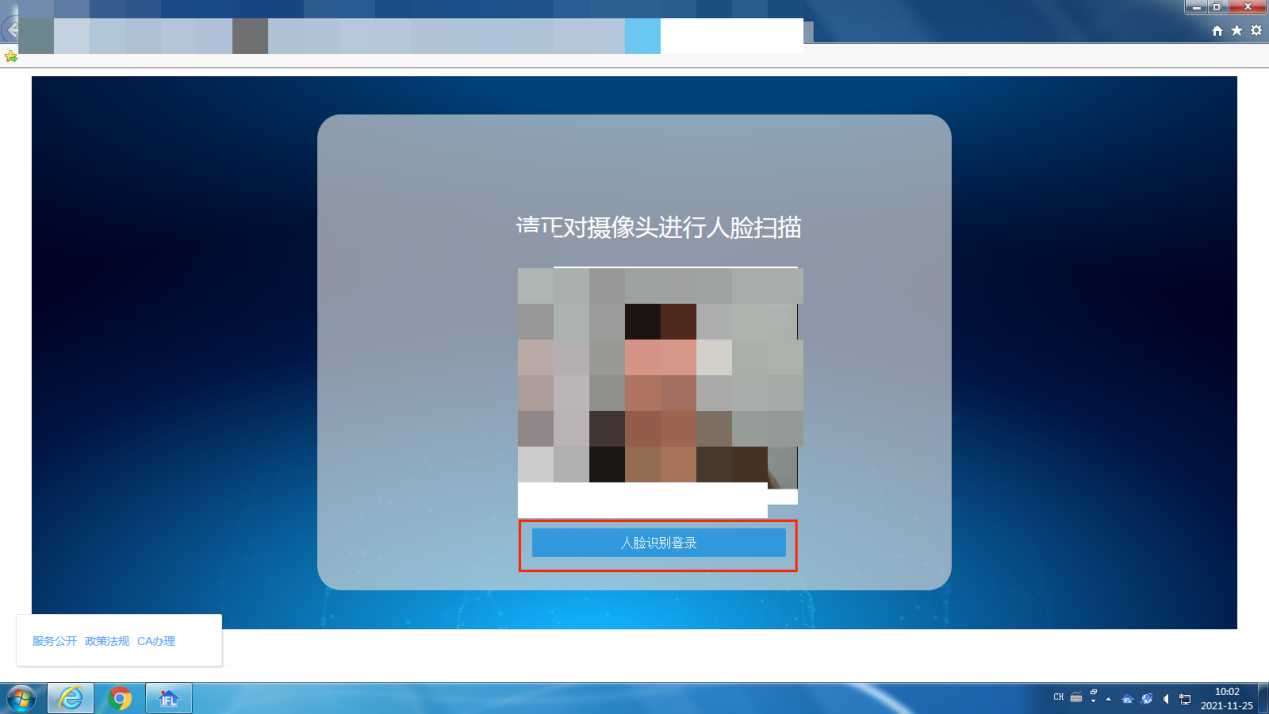 请正对摄像头进行人脸扫描
人脸识别登录
服务公开 政策法规 CA办理
IFL
CH
10:02
2021-11-25